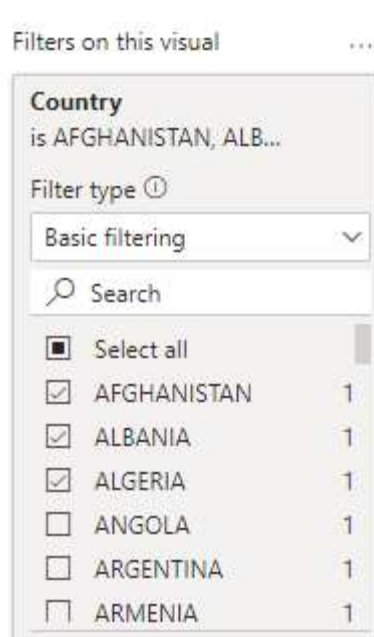 Filters on this visual ...
Country
is AFGHANISTAN, ALB...
Filter type ⓘ
Basic filtering
Search
Select all
AFGHANISTAN 1
ALBANIA 1
ALGERIA 1
ANGOLA 1
ARGENTINA 1
ARMENIA 1